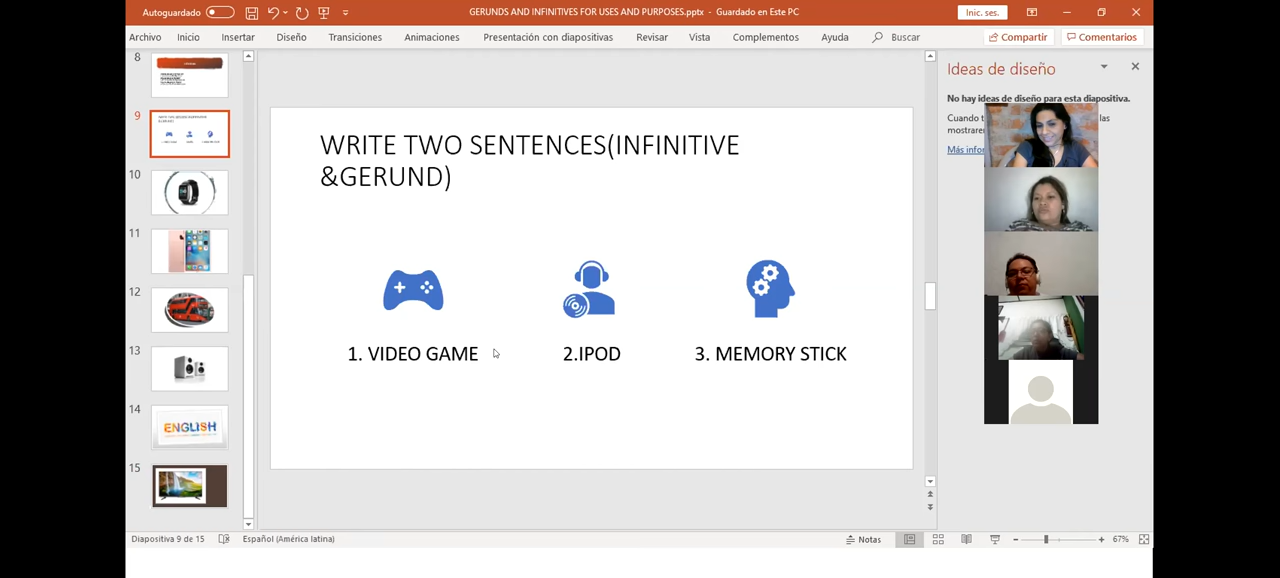 Autoguardado
GERUNDS AND INFINITIVES FOR USES AND PURPOSES.pptx - Guardado en Este PC
Inic. ses.
Archivo Inicio Insertar Diseño Transiciones Animaciones Presentación con diapositivas Revisar Vista Complementos Ayuda Buscar Compartir Comentarios
8
9
10
11
12
13
14
ENGLISH
15
WRITE TWO SENTENCES(INFINITIVE
&GERUND)
1. VIDEO GAME
2.IPOD
3. MEMORY STICK
Ideas de diseño
No hay ideas de diseño para esta diapositiva.
Cuando las
mostrare
Más infor
Diapositiva 9 de 15 Español (América latina) Notas 67%